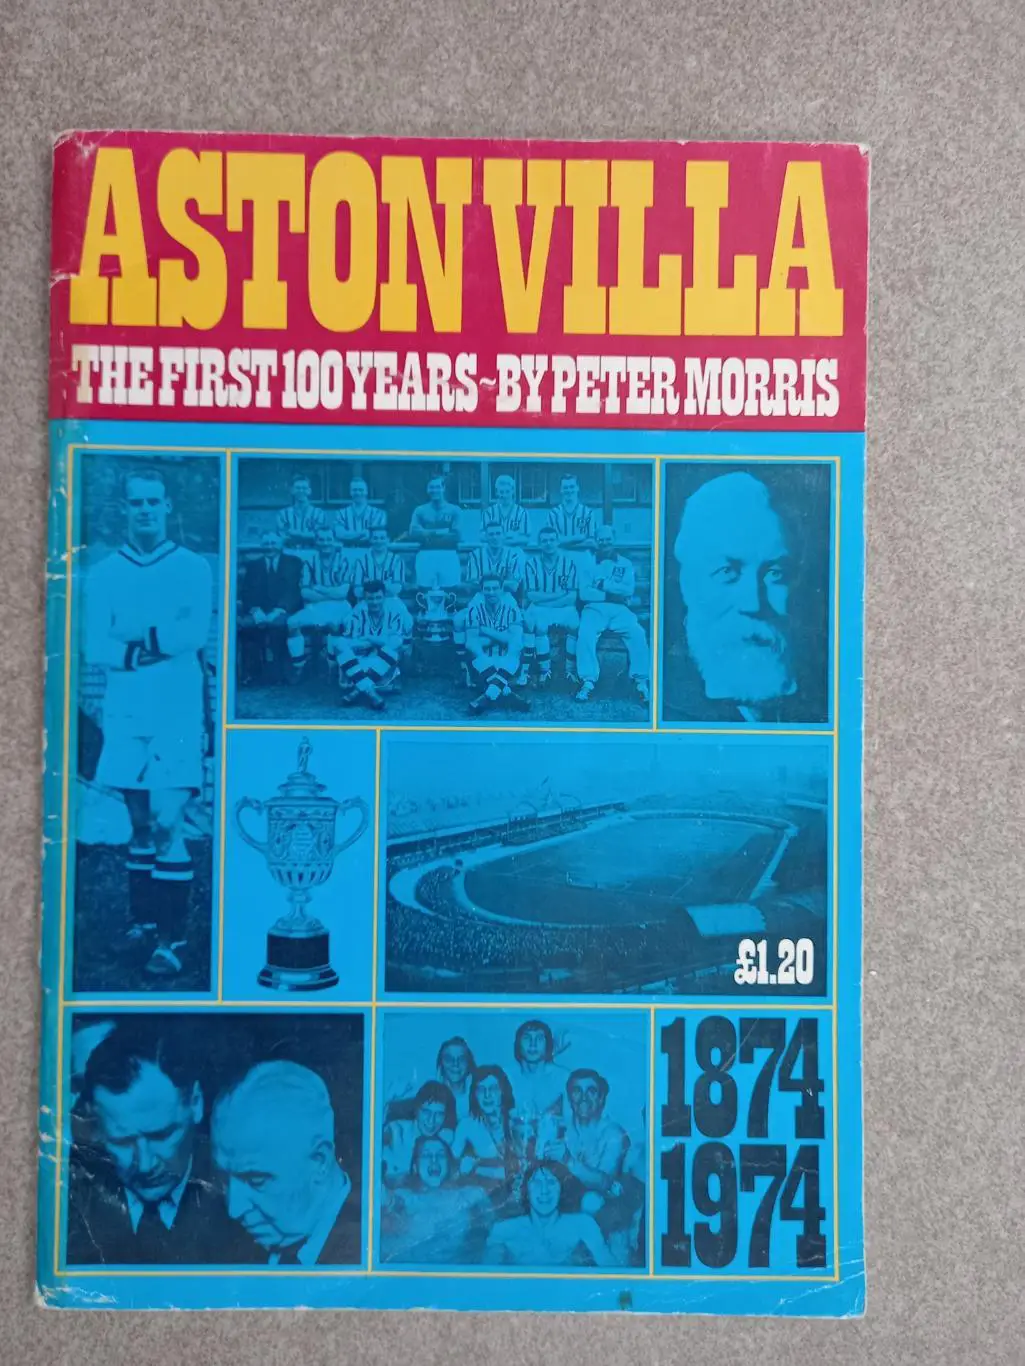 ASTON VILLA
THE FIRST 100 YEARS ~ BY PETER MORRIS
£1.20
1874
1974